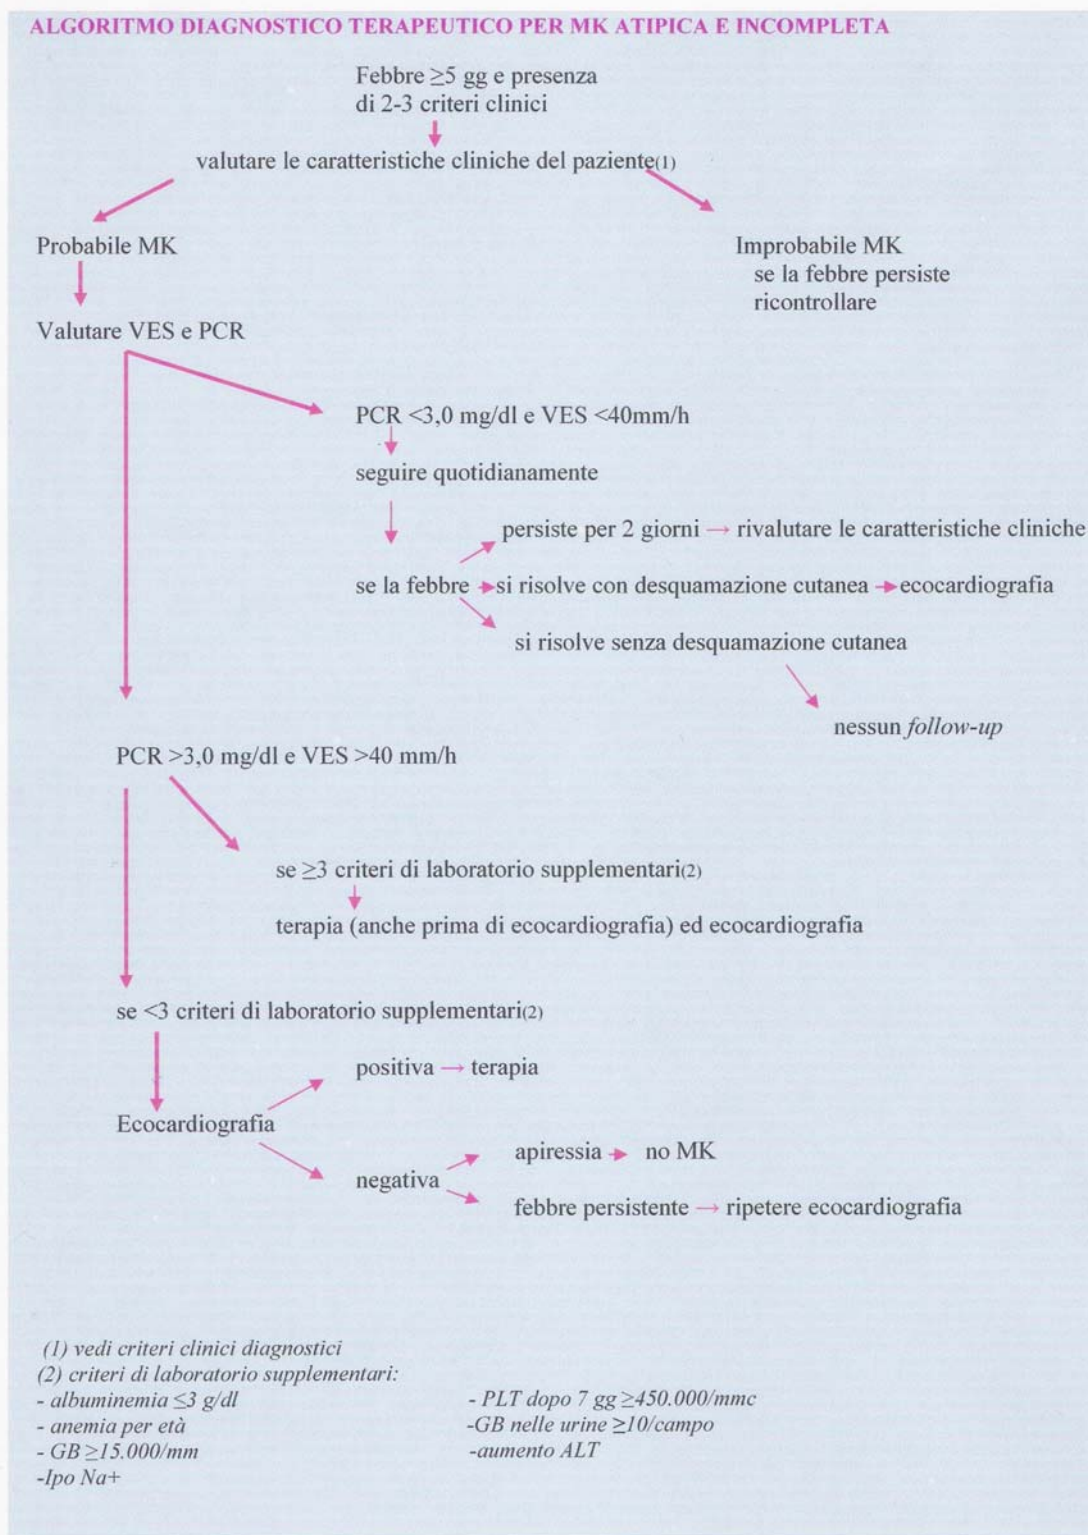 ALGORITMO DIAGNOSTICO TERAPEUTICO PER MK ATIPICA E INCOMPLETA
Febbre ≥5 gg e presenza
di 2-3 criteri clinici
valutare le caratteristiche cliniche del paziente(1)
Probabile MK
Improbabile MK
se la febbre persiste
ricontrollare
Valutare VES e PCR
PCR <3,0 mg/dl e VES <40mm/h
seguire quotidianamente
persiste per 2 giorni → rivalutare le caratteristiche cliniche
se la febbre → si risolve con desquamazione cutanea → ecocardiografia
si risolve senza desquamazione cutanea
nessun follow-up
PCR >3,0 mg/dl e VES >40 mm/h
se ≥3 criteri di laboratorio supplementari(2)
terapia (anche prima di ecocardiografia) ed ecocardiografia
se <3 criteri di laboratorio supplementari(2)
positiva → terapia
Ecocardiografia
apiressia → no MK
negativa
febbre persistente → ripetere ecocardiografia
(1) vedi criteri clinici diagnostici
(2) criteri di laboratorio supplementari:
- albuminemia ≤3 g/dl
- PLT dopo 7 gg ≥450.000/mmc
- anemia per età
-GB nelle urine ≥10/campo
- GB ≥15.000/mm
-aumento ALT
-Ipo Na+